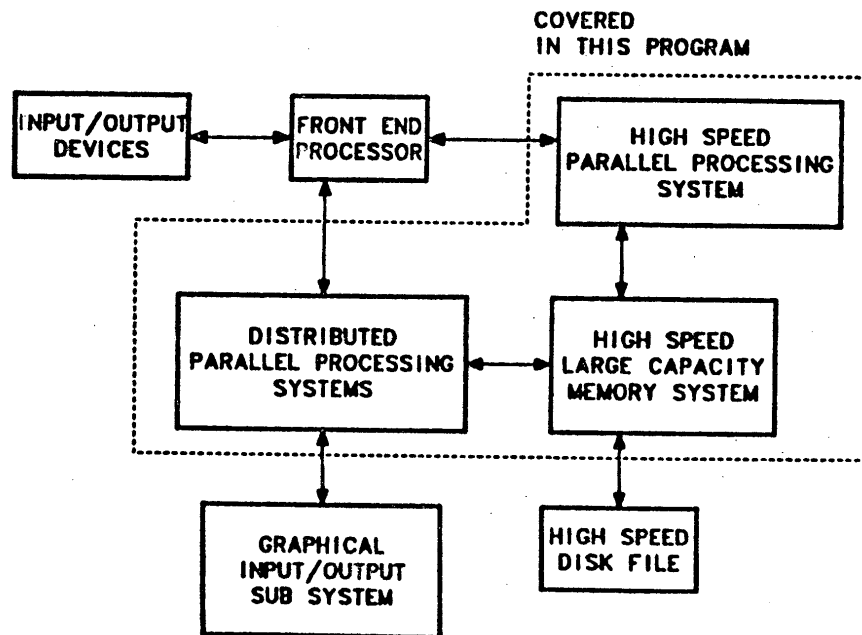 COVERED
IN THIS PROGRAM
INPUT/OUTPUT
DEVICES
FRONT END
PROCESSOR
HIGH SPEED
PARALLEL PROCESSING
SYSTEM
DISTRIBUTED
PARALLEL PROCESSING
SYSTEMS
HIGH SPEED
LARGE CAPACITY
MEMORY SYSTEM
GRAPHICAL
INPUT/OUTPUT
SUB SYSTEM
HIGH SPEED
DISK FILE